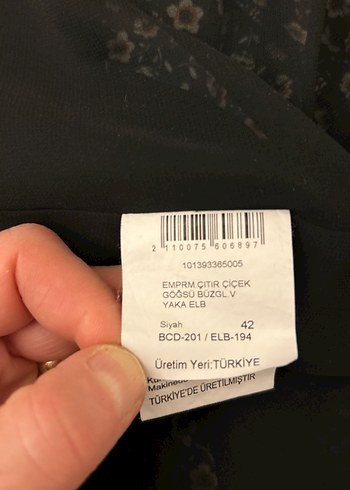 2 110075 606897
101393365005
EMPRM.ÇITIR ÇİÇEK
GÖĞSÜ BÜZGL V
YAKA ELB
Siyah 42
BCD-201 / ELB-194
Üretim Yeri:TÜRKİYE
TÜRKİYE'DE ÜRETİLMİŞTİR